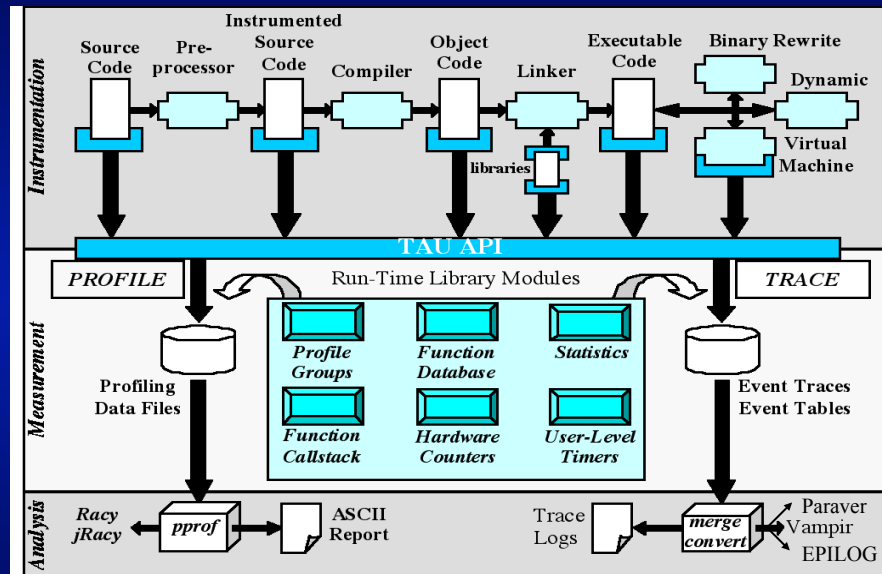 Instrumentation
Source
Code
Pre-
processor
Instrumented
Source
Code
Compiler
Object
Code
Linker
Executable
Code
Binary Rewrite
Dynamic
Virtual
Machine
libraries
TAU API
Measurement
PROFILE
Run-Time Library Modules
TRACE
Profile
Groups
Function
Database
Statistics
Function
Callstack
Hardware
Counters
User-Level
Timers
Profiling
Data Files
Event Traces
Event Tables
Analysis
Racy
jRacy
pprof
ASCII
Report
Trace
Logs
merge
convert
Paraver
Vampir
EPILOG